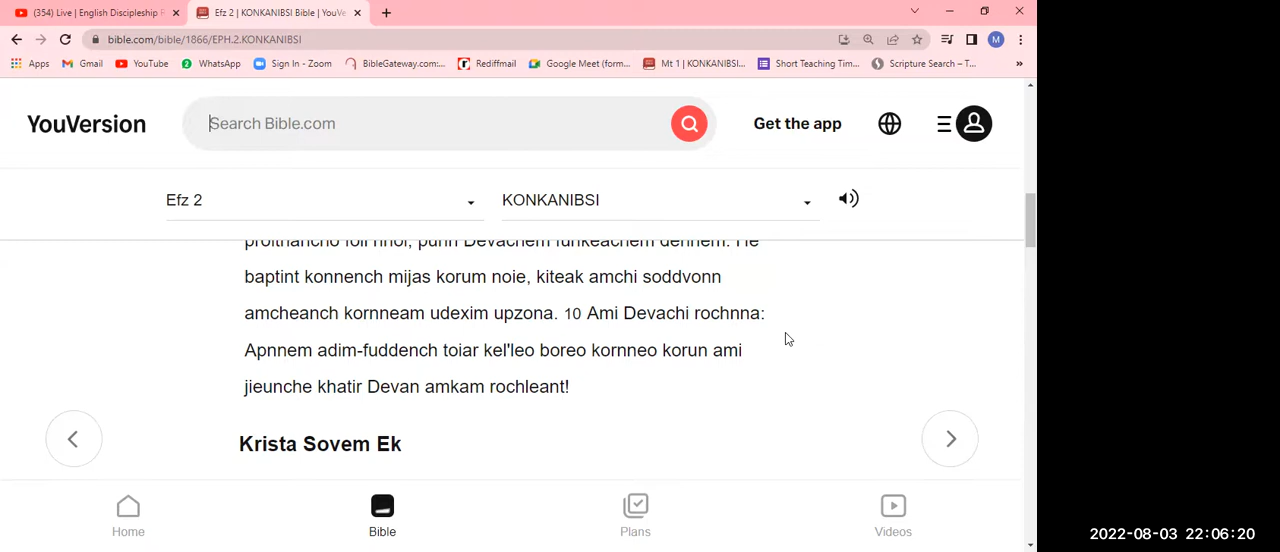 (354) Live | English Discipleship
Efz 2 | KONKANIBSI Bible | YouVe
bible.com/bible/1866/EPH.2.KONKANIBSI
M
Apps Gmail YouTube WhatsApp Sign In - Zoom BibleGateway.com:... Rediffmail Google Meet (form... Mt 1 | KONKANIBSI... Short Teaching Tim... Scripture Search – T... »
YouVersion Search Bible.com Get the app
Efz 2 KONKANIBSI
Devachem
baptint konnench mijas korum noie, kiteak amchi soddvonn
amcheanch kornneam udexim upzona. 10 Ami Devachi rochnna:
Apnnem adim-fuddench toiar kel'leo boreo kornneo korun ami
jieunche khatir Devan amkam rochleant!
Krista Sovem Ek
Home Bible Plans Videos
2022-08-03 22:06:20